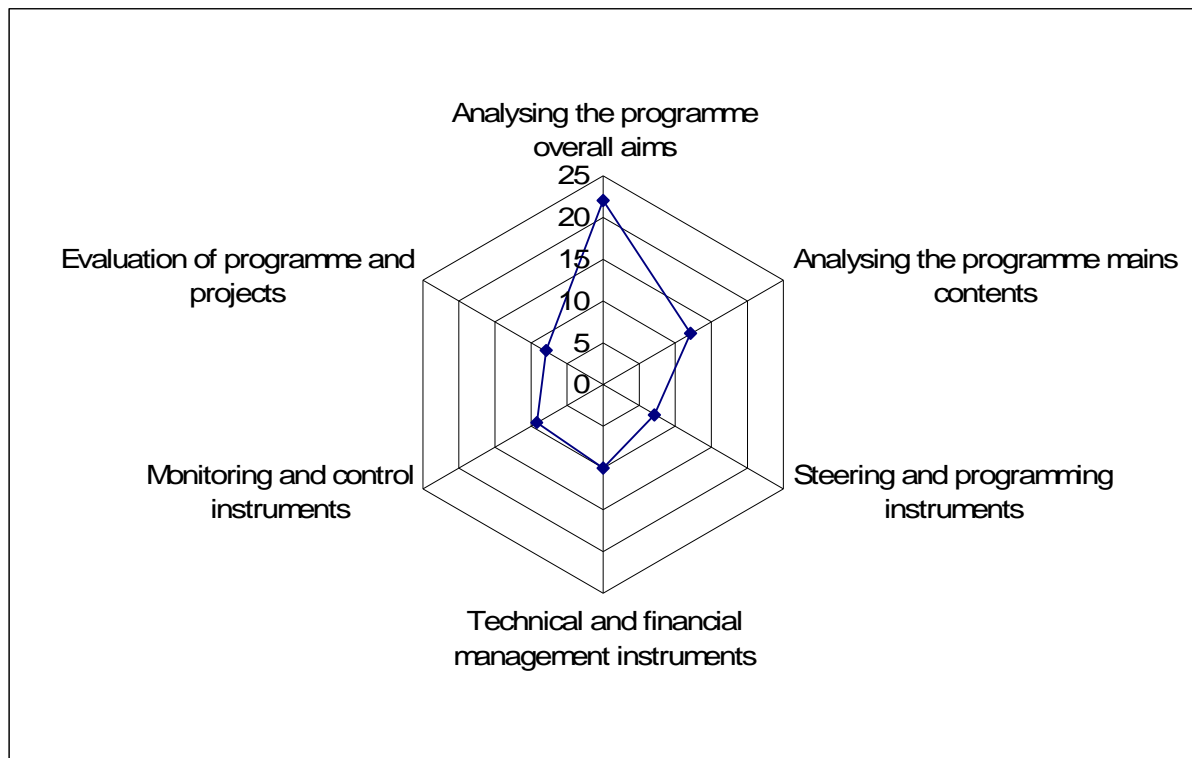 Analysing the programme
overall aims
25
20
15
10
5
0
Analysing the programme mains
contents
Steering and programming
instruments
Technical and financial
management instruments
Monitoring and control
instruments
Evaluation of programme and
projects